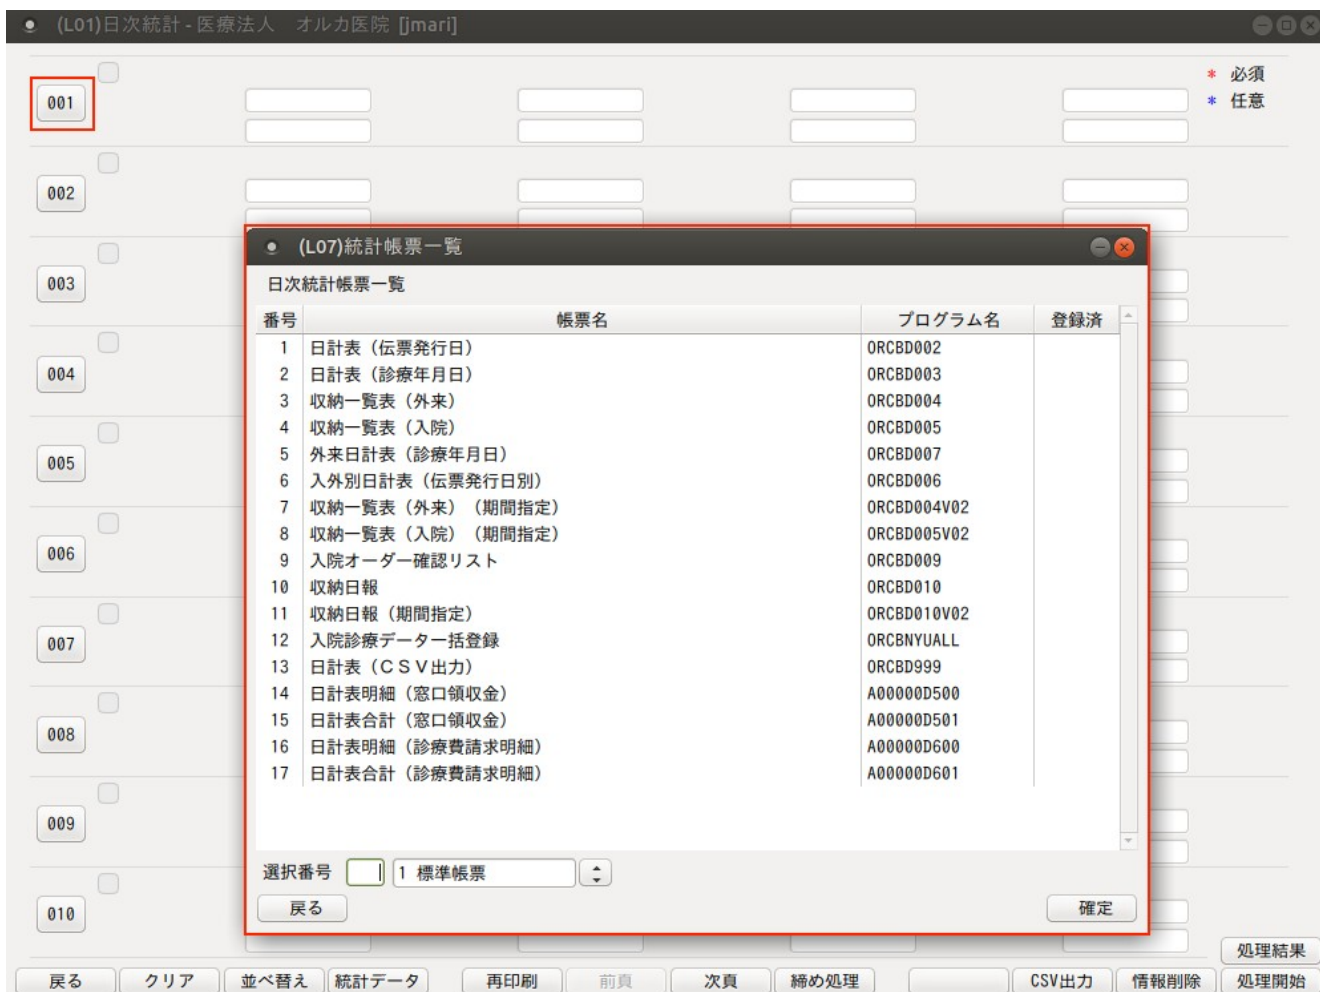 (L01)日次統計 - 医療法人　オルカ医院 [jmari]
* 必須
001
* 任意
002
003
004
005
006
007
008
009
010
(L07)統計帳票一覧
日次統計帳票一覧
番号 帳票名 プログラム名 登録済
1 日計表（伝票発行日） ORCBD002
2 日計表（診療年月日） ORCBD003
3 収納一覧表（外来） ORCBD004
4 収納一覧表（入院） ORCBD005
5 外来日計表（診療年月日） ORCBD007
6 入外別日計表（伝票発行日別） ORCBD006
7 収納一覧表（外来）（期間指定） ORCBD004V02
8 収納一覧表（入院）（期間指定） ORCBD005V02
9 入院オーダー確認リスト ORCBD009
10 収納日報 ORCBD010
11 収納日報（期間指定） ORCBD010V02
12 入院診療データ一括登録 ORCBNYUALL
13 日計表（ＣＳＶ出力） ORCBD999
14 日計表明細（窓口領収金） A00000D500
15 日計表合計（窓口領収金） A00000D501
16 日計表明細（診療費請求明細） A00000D600
17 日計表合計（診療費請求明細） A00000D601
選択番号 1 標準帳票
戻る 確定
処理結果
戻る クリア 並べ替え 統計データ 再印刷 前頁 次頁 締め処理 CSV出力 情報削除 処理開始